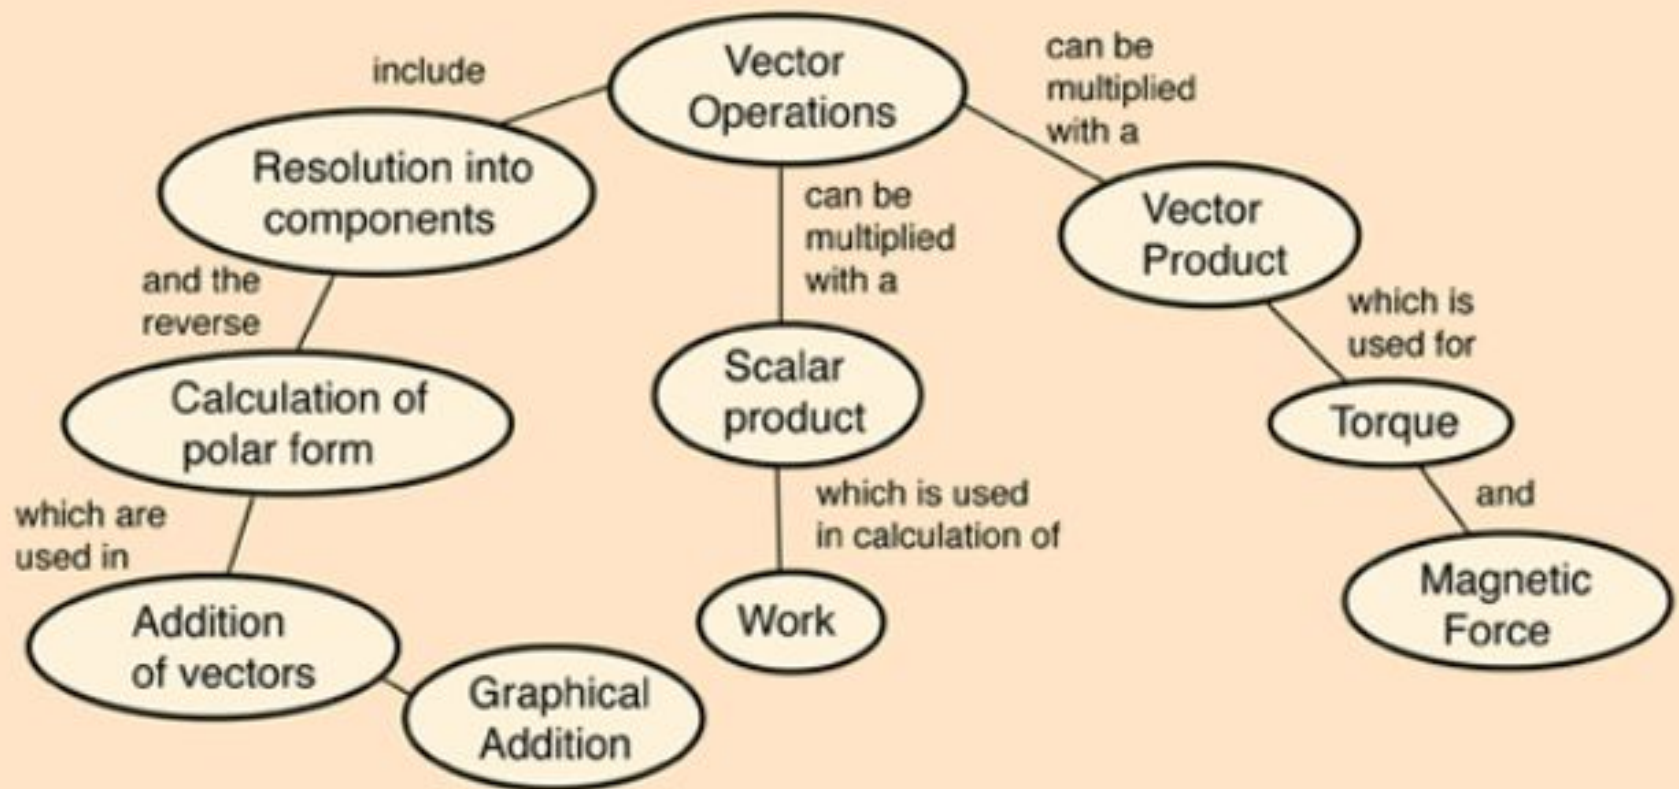 Vector
Operations
include
can be
multiplied
with a
Resolution into
components
can be
multiplied
with a
Vector
Product
and the
reverse
which is
used for
Calculation of
polar form
Scalar
product
Torque
which are
used in
which is used
in calculation of
and
Addition
of vectors
Work
Magnetic
Force
Graphical
Addition